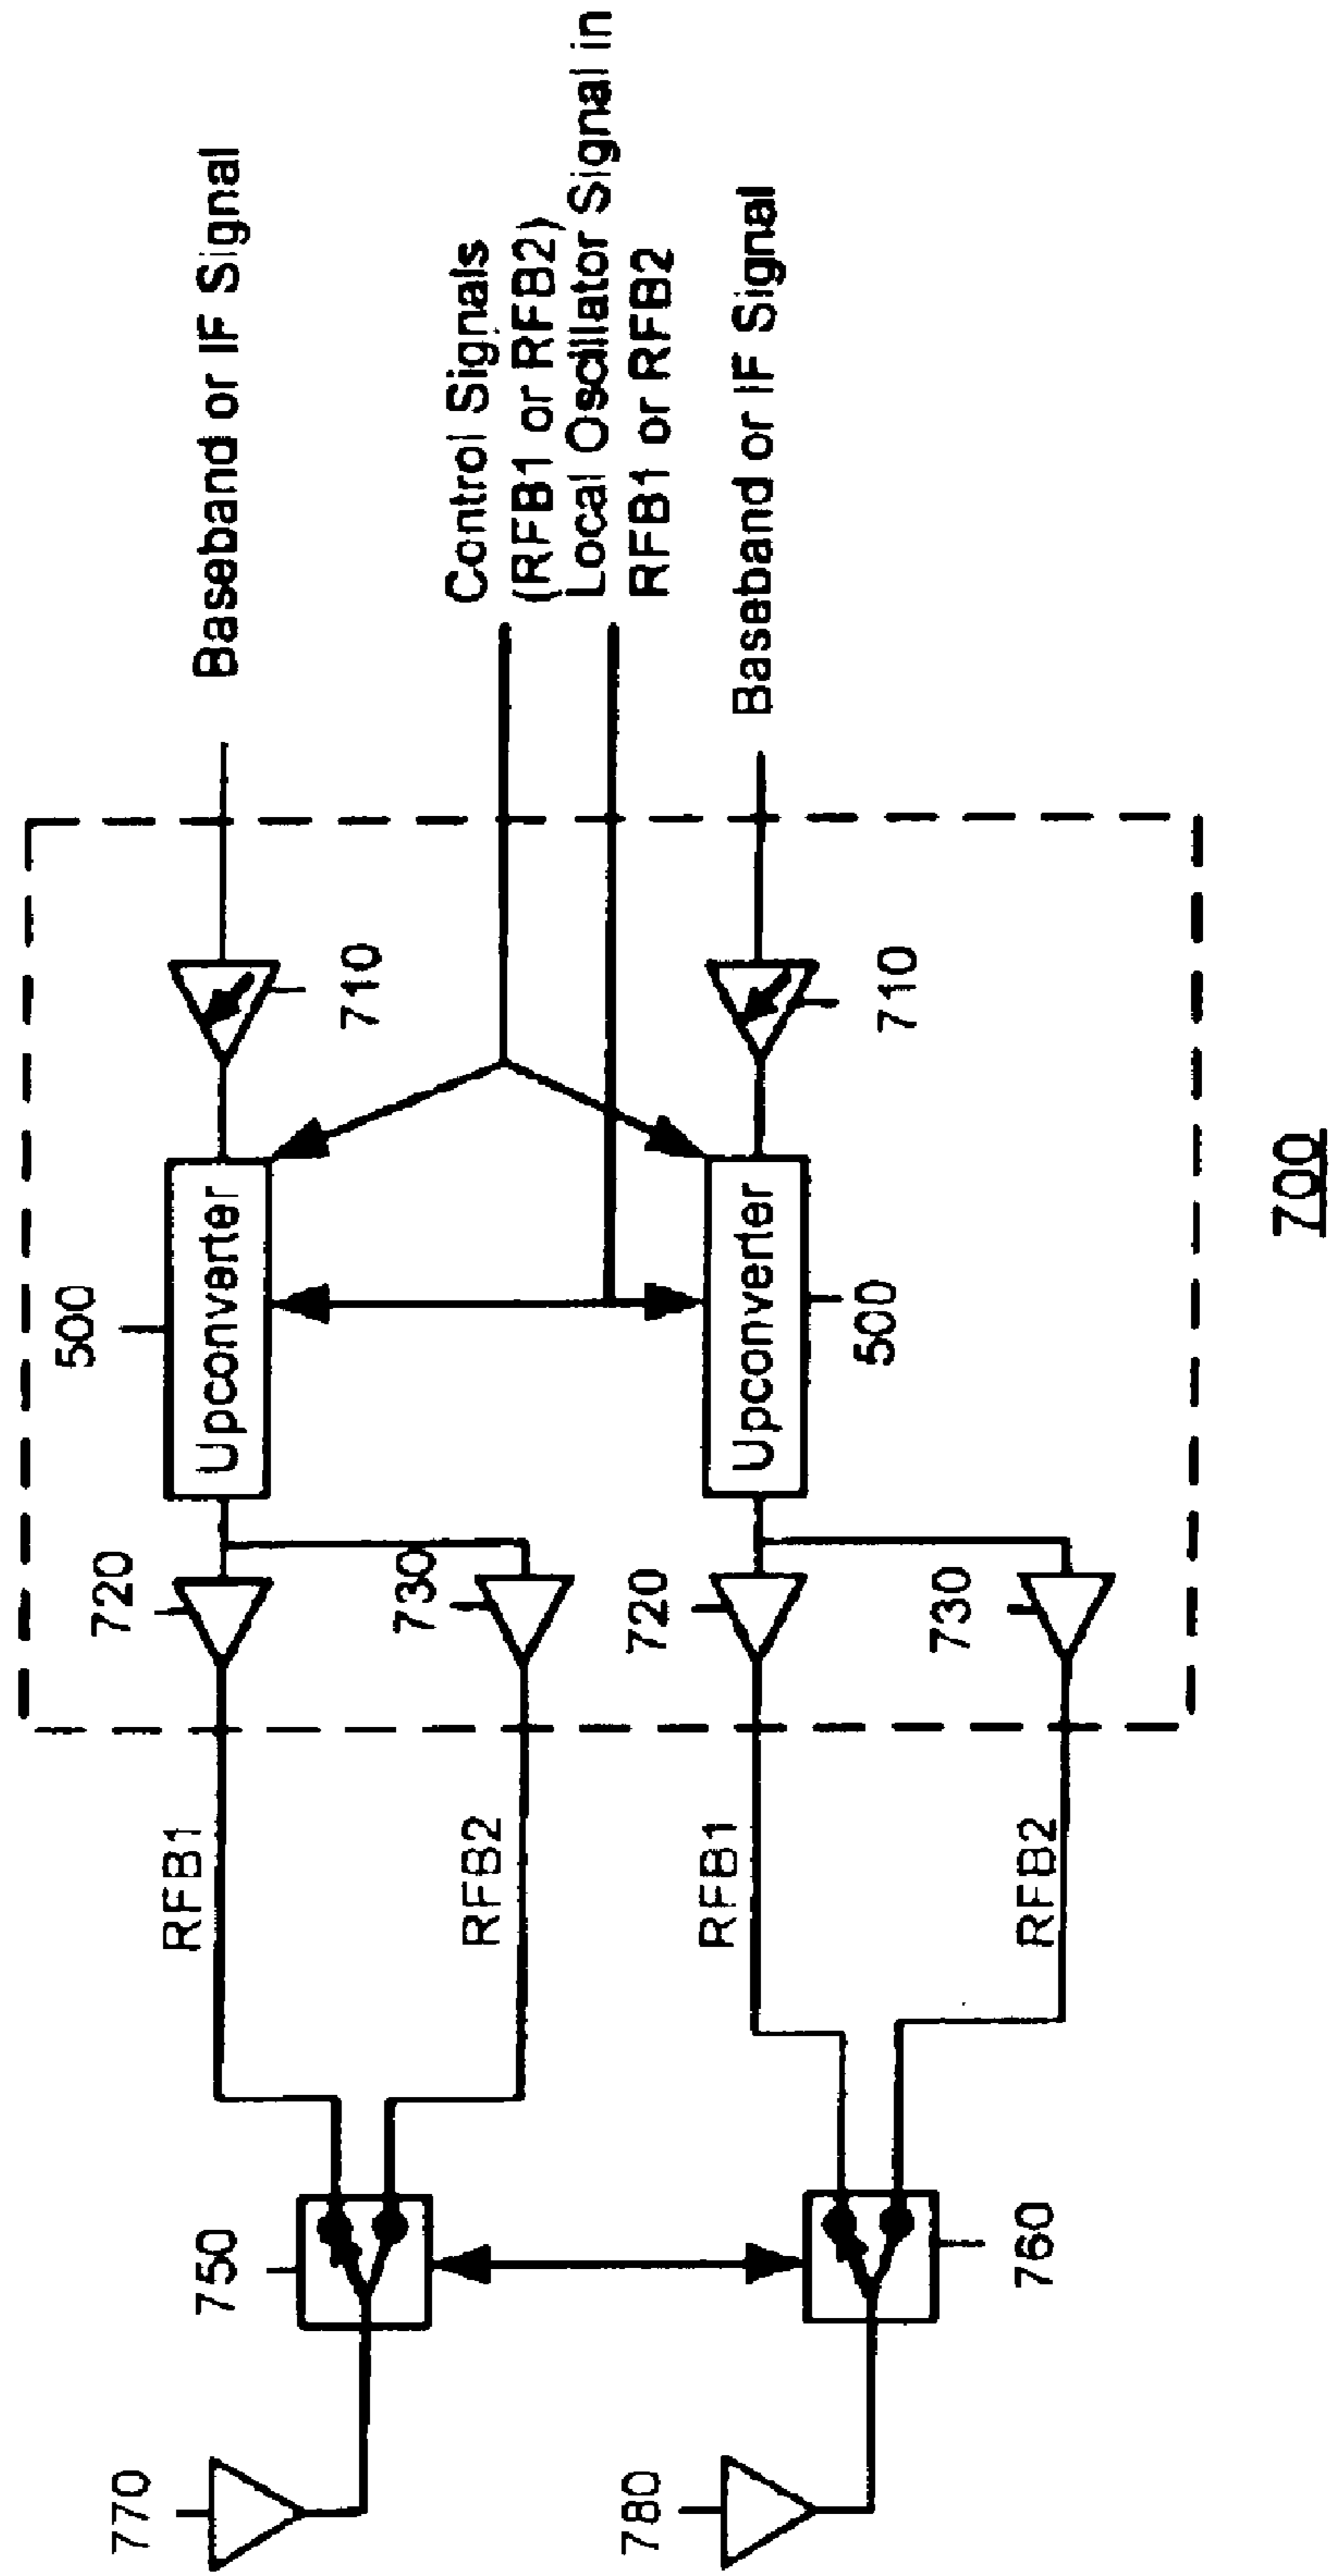 770
750
RFB1
720
500
Upconverter
710
Baseband or IF Signal
RFB2
730
Control Signals
(RFB1 or RFB2)
Local Oscillator Signal in
RFB1 or RFB2
780
760
RFB1
720
500
Upconverter
710
Baseband or IF Signal
RFB2
730
700